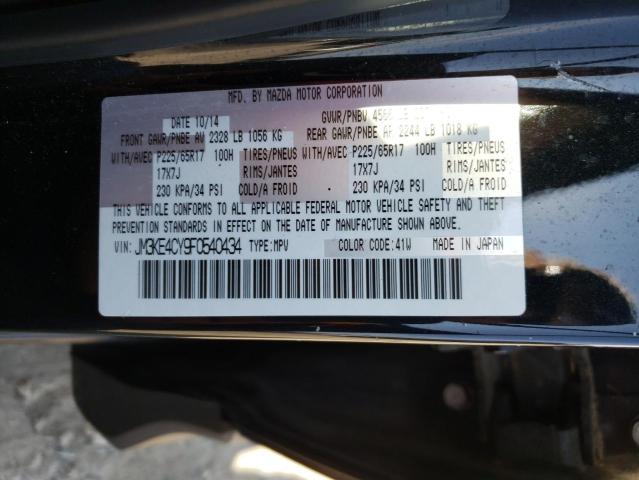 MFD. BY MAZDA MOTOR CORPORATION
DATE 10/14 GVWR/PNBV
FRONT GAWR/PNBE AV 2328 LB 1056 KG REAR GAWR/PNBE AF 2244 LB 1018 KG
WITH/AVEC P225/65R17 100H TIRES/PNEUS WITH/AVEC P225/65R17 100H TIRES/PNEUS
17X7J RIMS/JANTES 17X7J RIMS/JANTES
230 KPA/34 PSI COLD/A FROID 230 KPA/34 PSI COLD/A FROID
THIS VEHICLE CONFORMS TO ALL APPLICABLE FEDERAL MOTOR VEHICLE SAFETY AND THEFT
PREVENTION STANDARDS IN EFFECT ON THE DATE OF MANUFACTURE SHOWN ABOVE.
VIN: JM3KE4CY9F0540434 TYPE:MPV COLOR CODE:41W MADE IN JAPAN